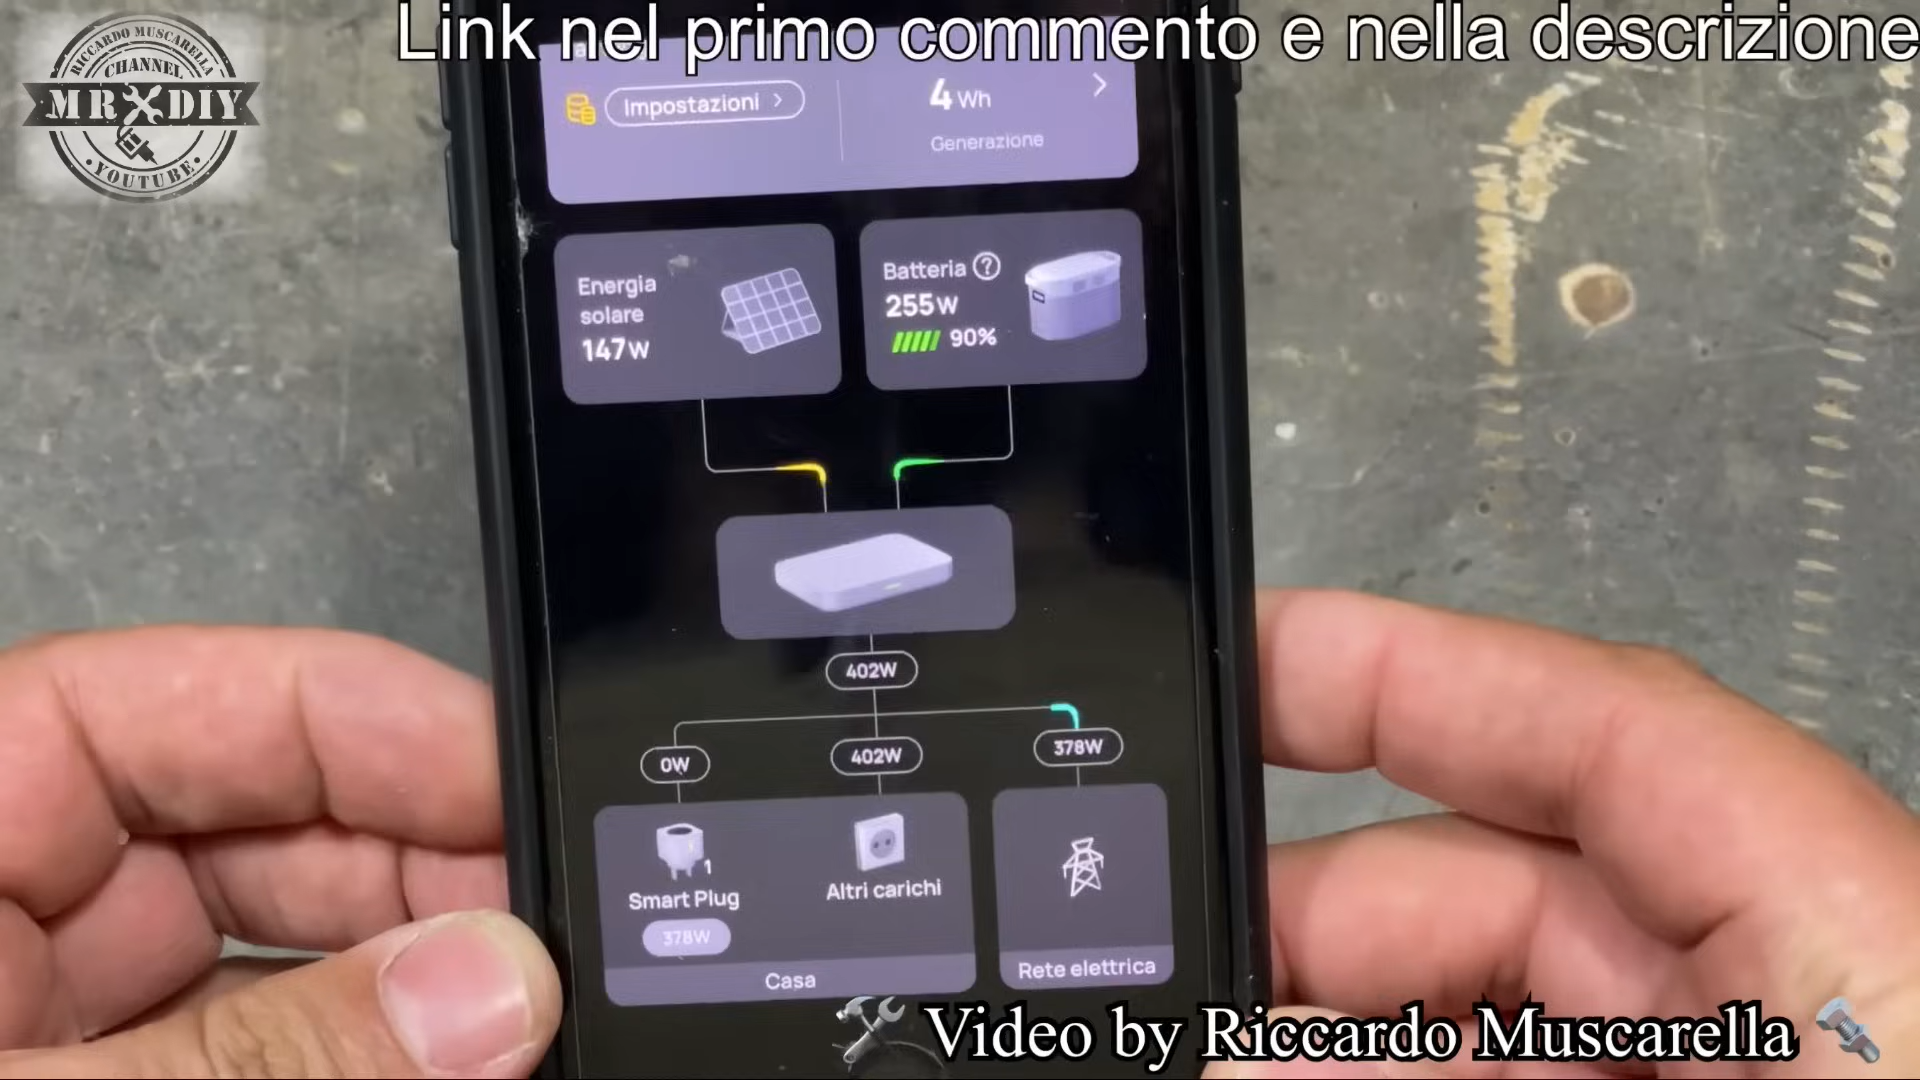 Link nel primo commento e nella descrizione
RICCARDO MUSCARELLA
CHANNEL
MR DIY
YOUTUBE
Impostazioni >
4 Wh
Generazione
Energia
solare
147W
Batteria ?
255W
90%
402W
0W
402W
378W
1
Smart Plug
378W
Altri carichi
Casa
Rete elettrica
Video by Riccardo Muscarella